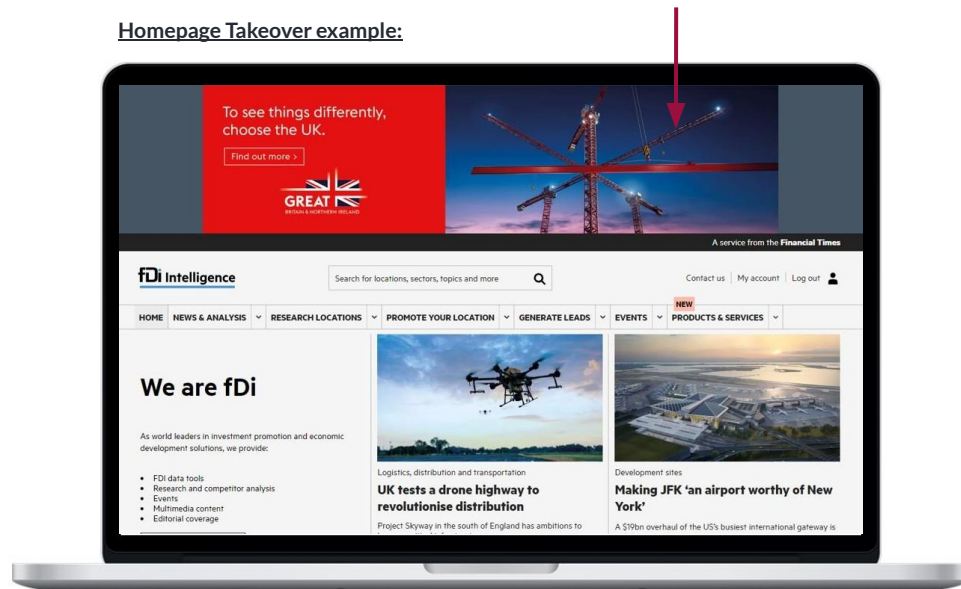 Homepage Takeover example:
To see things differently,
choose the UK.
Find out more >
GREAT
BRITAIN & NORTHERN IRELAND
A service from the Financial Times
fDi Intelligence
Search for locations, sectors, topics and more
Contact us | My account | Log out
NEW
HOME NEWS & ANALYSIS RESEARCH LOCATIONS PROMOTE YOUR LOCATION GENERATE LEADS EVENTS PRODUCTS & SERVICES
We are fDi
As world leaders in investment promotion and economic
development solutions, we provide:
• FDI data tools
• Research and competitor analysis
• Events
• Multimedia content
• Editorial coverage
Logistics, distribution and transportation
UK tests a drone highway to
revolutionise distribution
Project Skyway in the south of England has ambitions to
Development sites
Making JFK ‘an airport worthy of New
York’
A $19bn overhaul of the US's busiest international gateway is